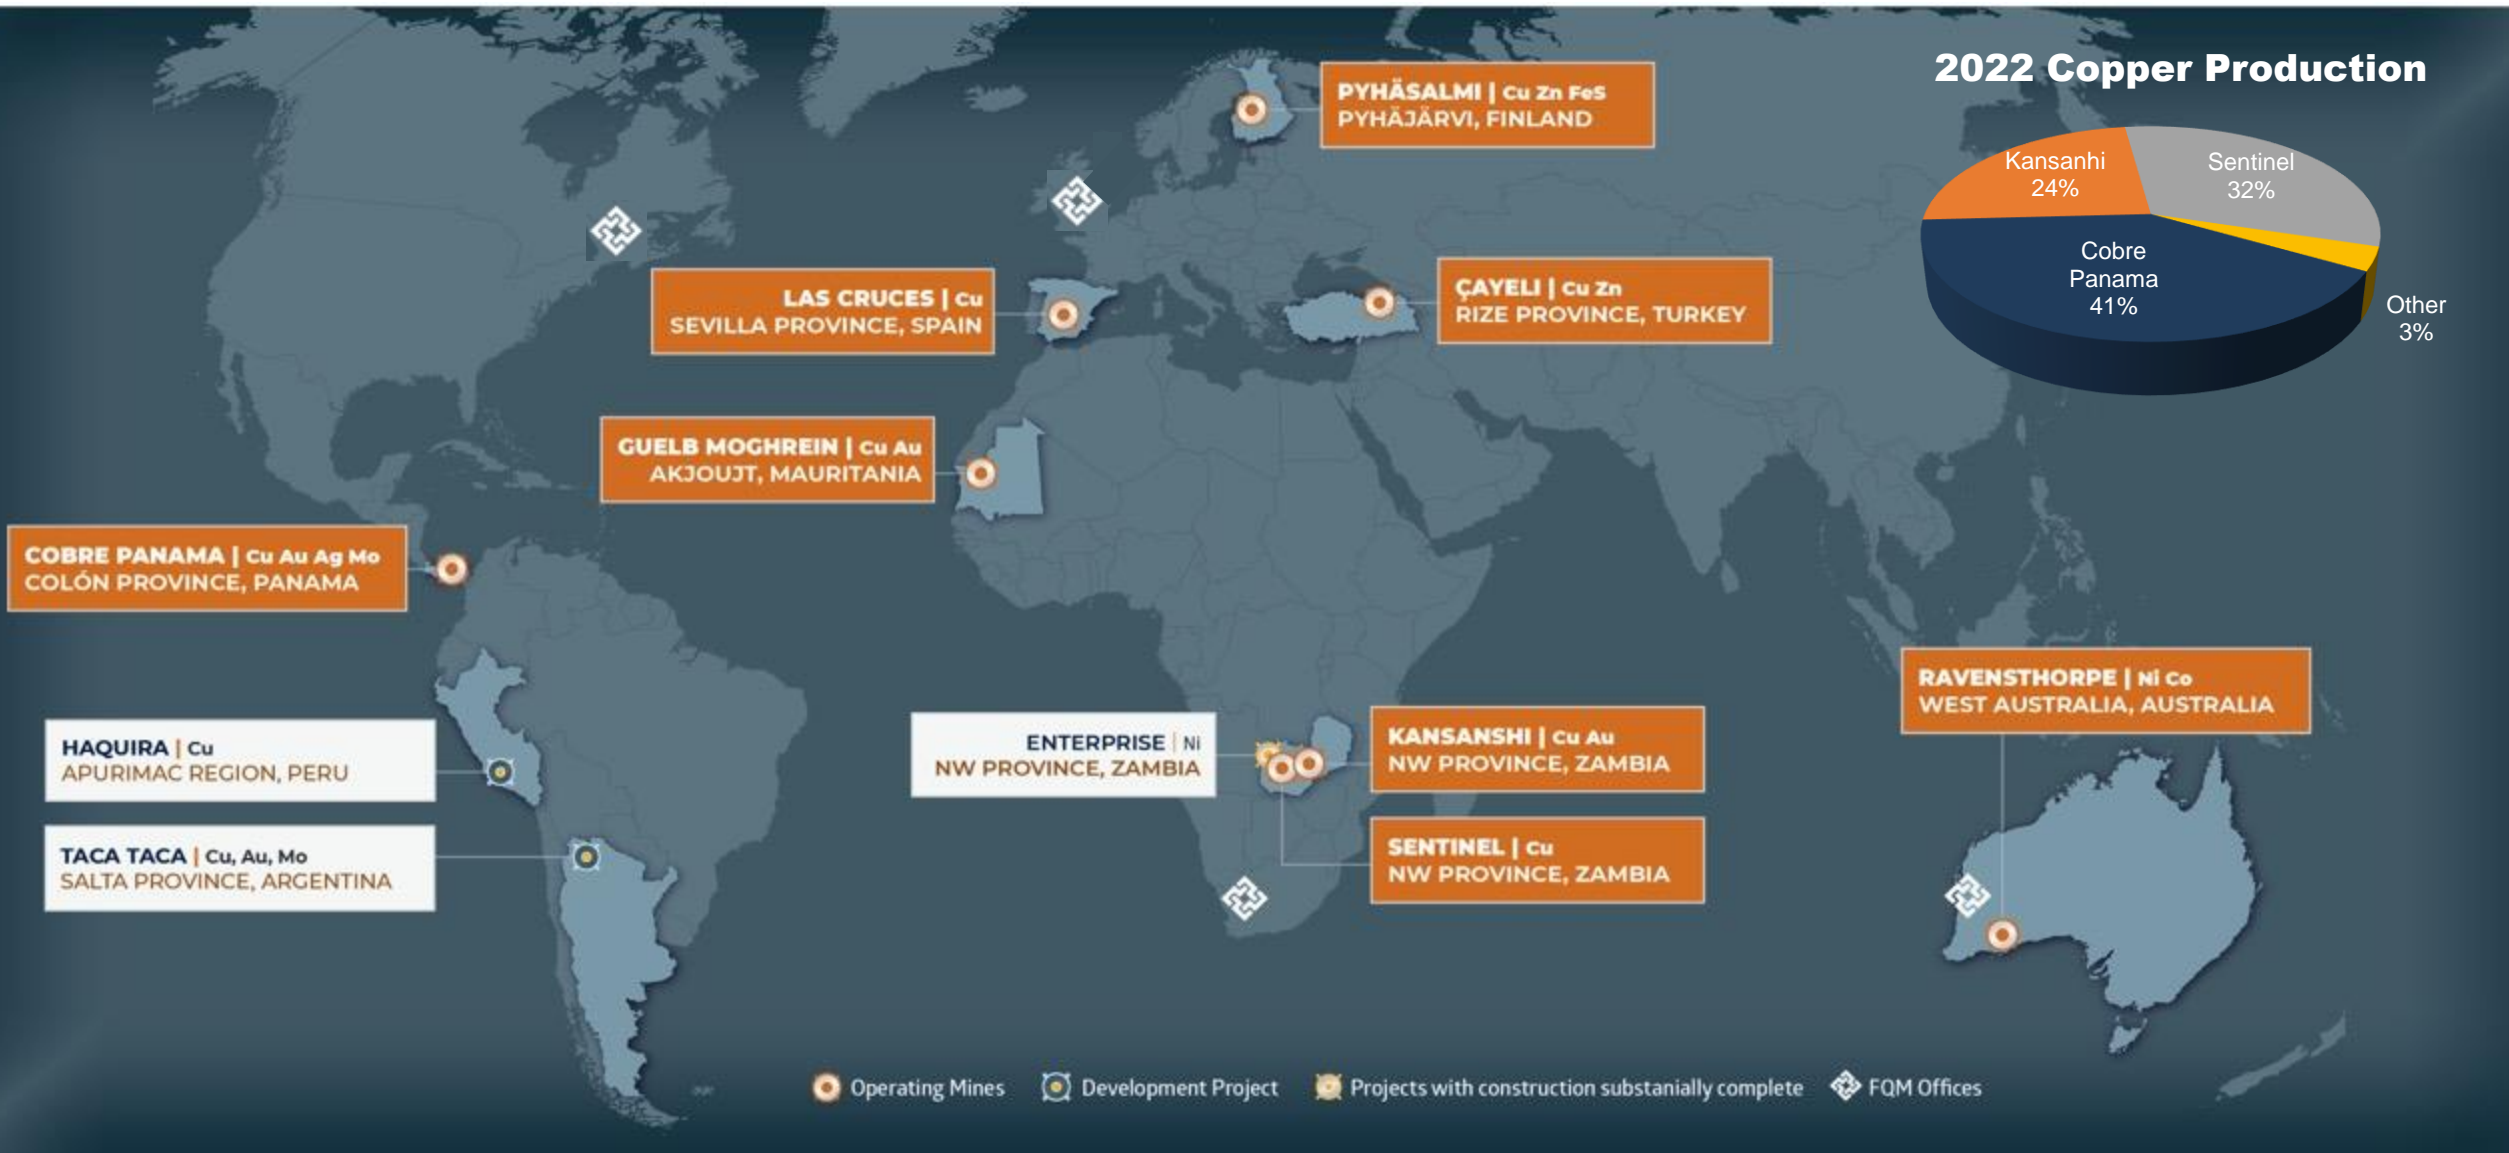 2022 Copper Production
PYHÄSALMI | Cu Zn FeS
PYHÄJÄRVI, FINLAND
Kansanhi
24%
Sentinel
32%
Cobre
Panama
41%
Other
3%
LAS CRUCES | Cu
SEVILLA PROVINCE, SPAIN
ÇAYELI | Cu Zn
RIZE PROVINCE, TURKEY
GUELB MOGHREIN | Cu Au
AKJOUJT, MAURITANIA
COBRE PANAMA | Cu Au Ag Mo
COLÓN PROVINCE, PANAMA
RAVENSTHORPE | Ni Co
WEST AUSTRALIA, AUSTRALIA
HAQUIRA | Cu
APURIMAC REGION, PERU
ENTERPRISE | Ni
NW PROVINCE, ZAMBIA
KANSANSHI | Cu Au
NW PROVINCE, ZAMBIA
TACA TACA | Cu, Au, Mo
SALTA PROVINCE, ARGENTINA
SENTINEL | Cu
NW PROVINCE, ZAMBIA
Operating Mines
Development Project
Projects with construction substanially complete
FQM Offices